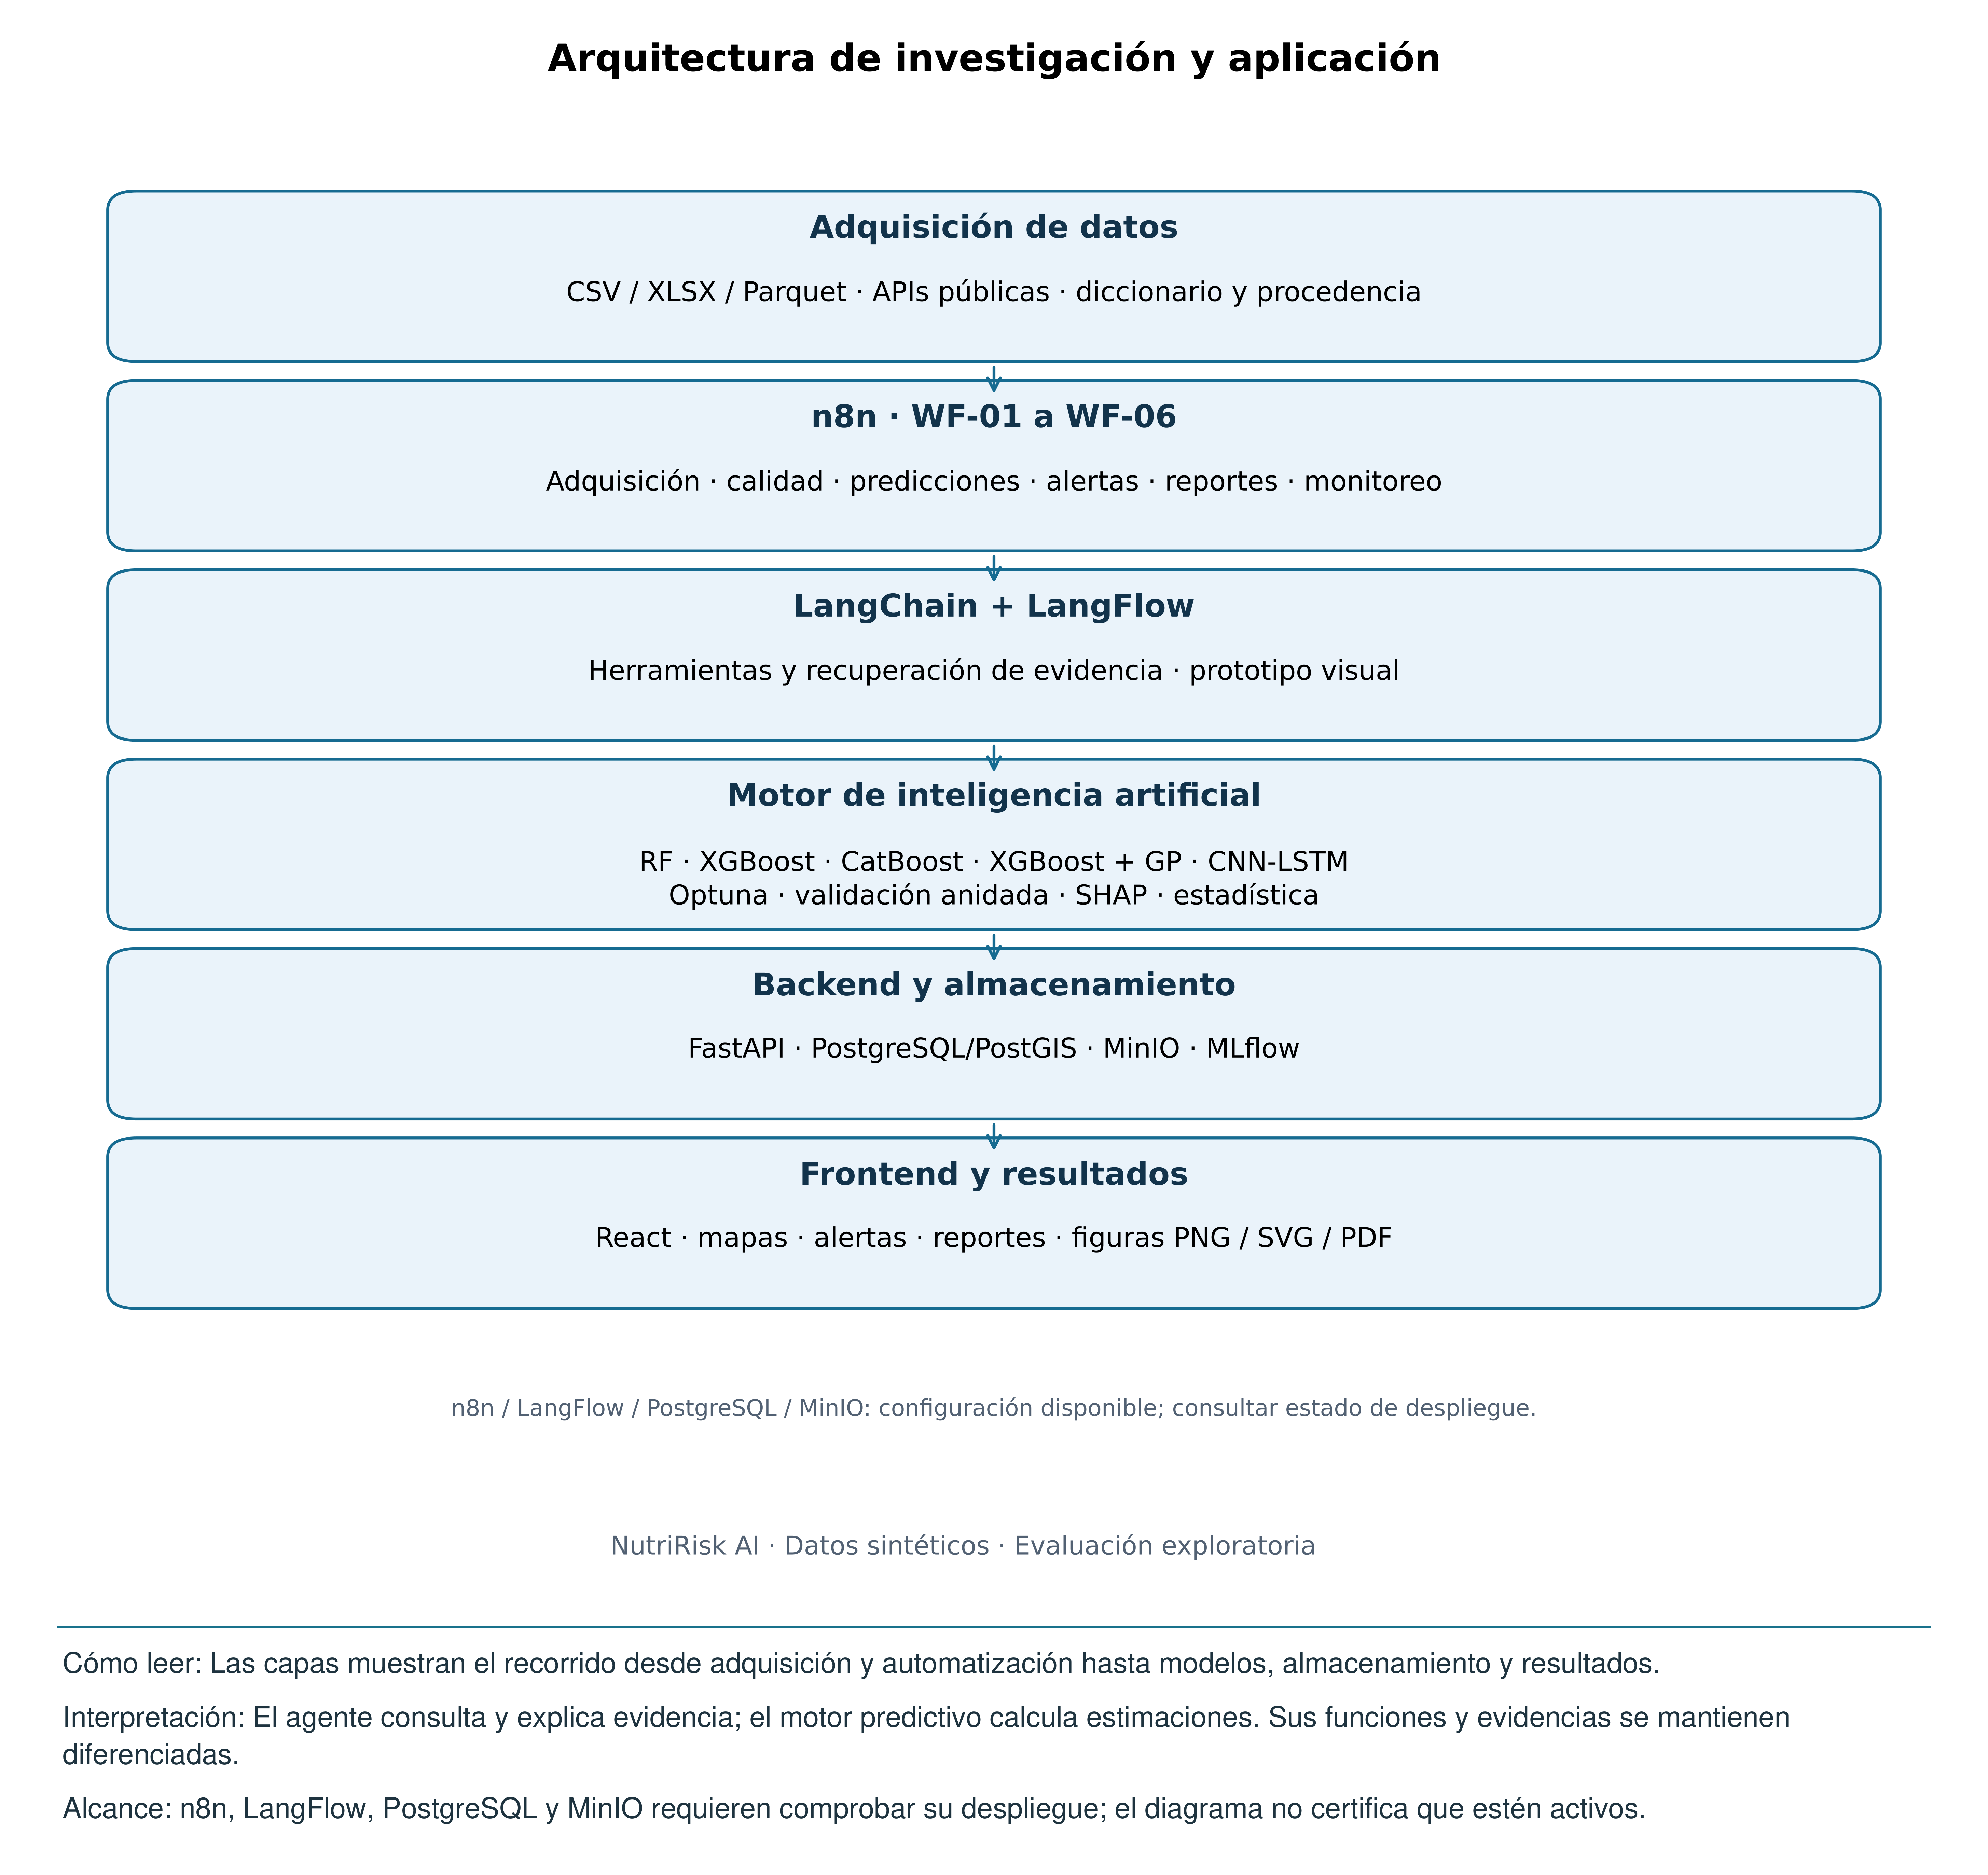 Arquitectura de investigación y aplicación
Adquisición de datos
CSV / XLSX / Parquet · APIs públicas · diccionario y procedencia
n8n · WF-01 a WF-06
Adquisición · calidad · predicciones · alertas · reportes · monitoreo
LangChain + LangFlow
Herramientas y recuperación de evidencia · prototipo visual
Motor de inteligencia artificial
RF · XGBoost · CatBoost · XGBoost + GP · CNN-LSTM
Optuna · validación anidada · SHAP · estadística
Backend y almacenamiento
FastAPI · PostgreSQL/PostGIS · MinIO · MLflow
Frontend y resultados
React · mapas · alertas · reportes · figuras PNG / SVG / PDF
n8n / LangFlow / PostgreSQL / MinIO: configuración disponible; consultar estado de despliegue.
NutriRisk AI · Datos sintéticos · Evaluación exploratoria
Cómo leer: Las capas muestran el recorrido desde adquisición y automatización hasta modelos, almacenamiento y resultados.
Interpretación: El agente consulta y explica evidencia; el motor predictivo calcula estimaciones. Sus funciones y evidencias se mantienen
diferenciadas.
Alcance: n8n, LangFlow, PostgreSQL y MinIO requieren comprobar su despliegue; el diagrama no certifica que estén activos.